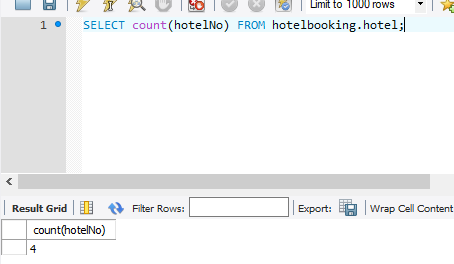 Limit to 1000 rows
1 SELECT count(hotelNo) FROM hotelbooking.hotel;
Result Grid Filter Rows: Export: Wrap Cell Content
count(hotelNo)
4